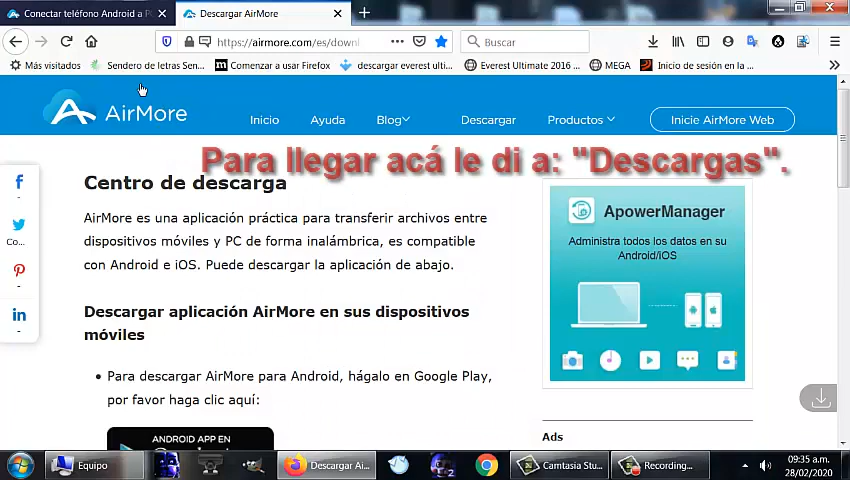 Conectar teléfono Android a PC
Descargar AirMore
https://airmore.com/es/downl
Buscar
Más visitados
Sendero de letras Sen...
Comenzar a usar Firefox
descargar everest ulti...
Everest Ultimate 2016 ...
MEGA
Inicio de sesión en la ...
AirMore
Inicio
Ayuda
Blog
Descargar
Productos
Inicie AirMore Web
Para llegar acá le di a: "Descargas".
Centro de descarga
AirMore es una aplicación práctica para transferir archivos entre
dispositivos móviles y PC de forma inalámbrica, es compatible
con Android e iOS. Puede descargar la aplicación de abajo.
Co...
Descargar aplicación AirMore en sus dispositivos
móviles
• Para descargar AirMore para Android, hágalo en Google Play,
por favor haga clic aquí:
ANDROID APP EN
ApowerManager
Administra todos los datos en su
Android/iOS
Ads
Equipo
Descargar Ai...
2
Camtasia Stu...
Recording...
09:35 a.m.
28/02/2020